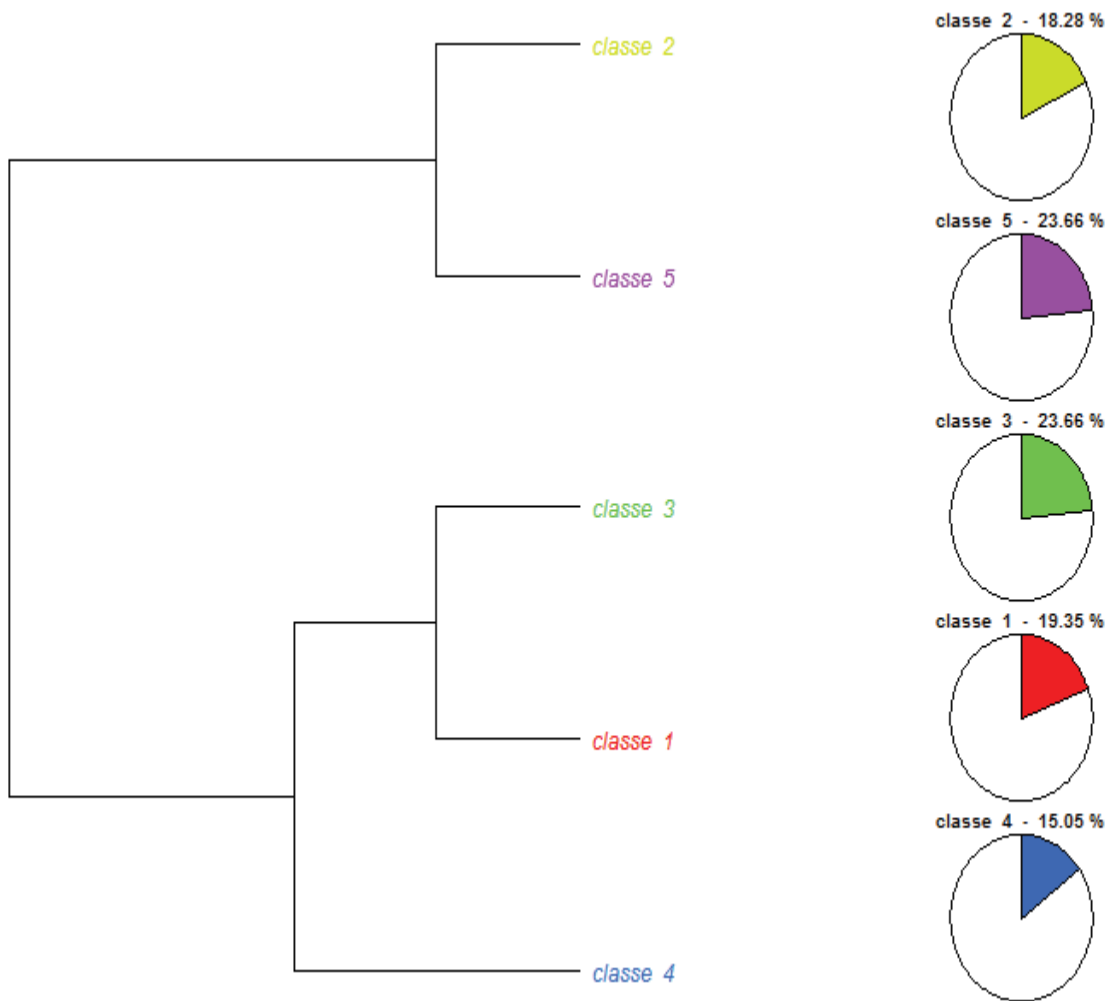 classe 2 - 18.28 %
classe 2
classe 5 - 23.66 %
classe 5
classe 3 - 23.66 %
classe 3
classe 1 - 19.35 %
classe 1
classe 4 - 15.05 %
classe 4